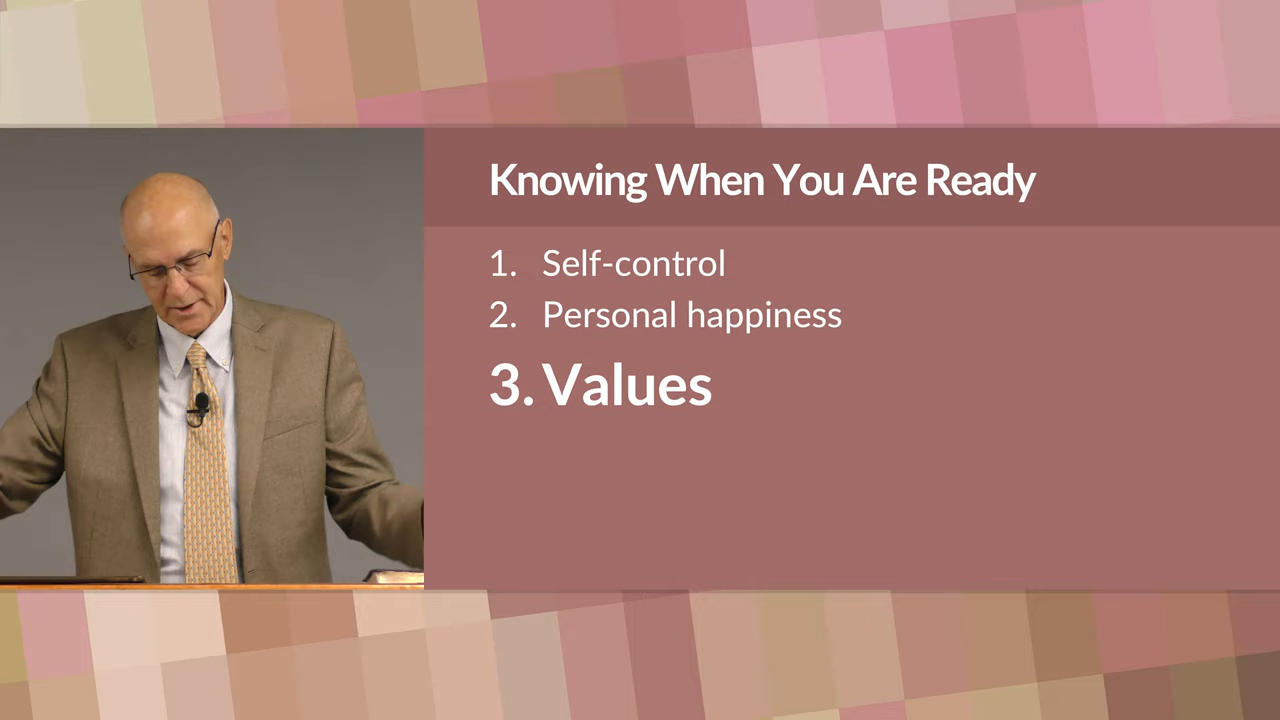 Knowing When You Are Ready
1. Self-control
2. Personal happiness
3. Values